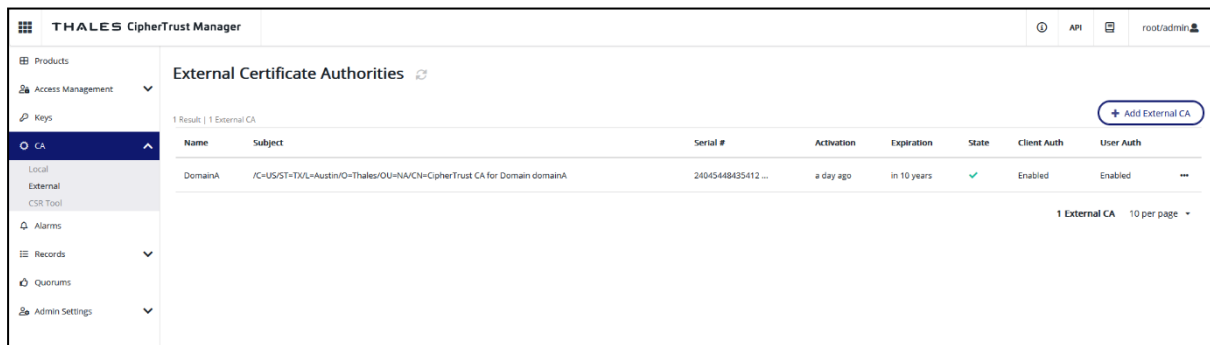 THALES CipherTrust Manager
API
root/admin
Products
Access Management
Keys
CA
Local
External
CSR Tool
Alarms
Records
Quorums
Admin Settings
External Certificate Authorities
1 Result | 1 External CA
+ Add External CA
Name Subject Serial # Activation Expiration State Client Auth User Auth
DomainA /C=US/ST=TX/L=Austin/O=Thales/OU=NA/CN=CipherTrust CA for Domain domainA 24045448435412 ... a day ago in 10 years Enabled Enabled ...
1 External CA 10 per page